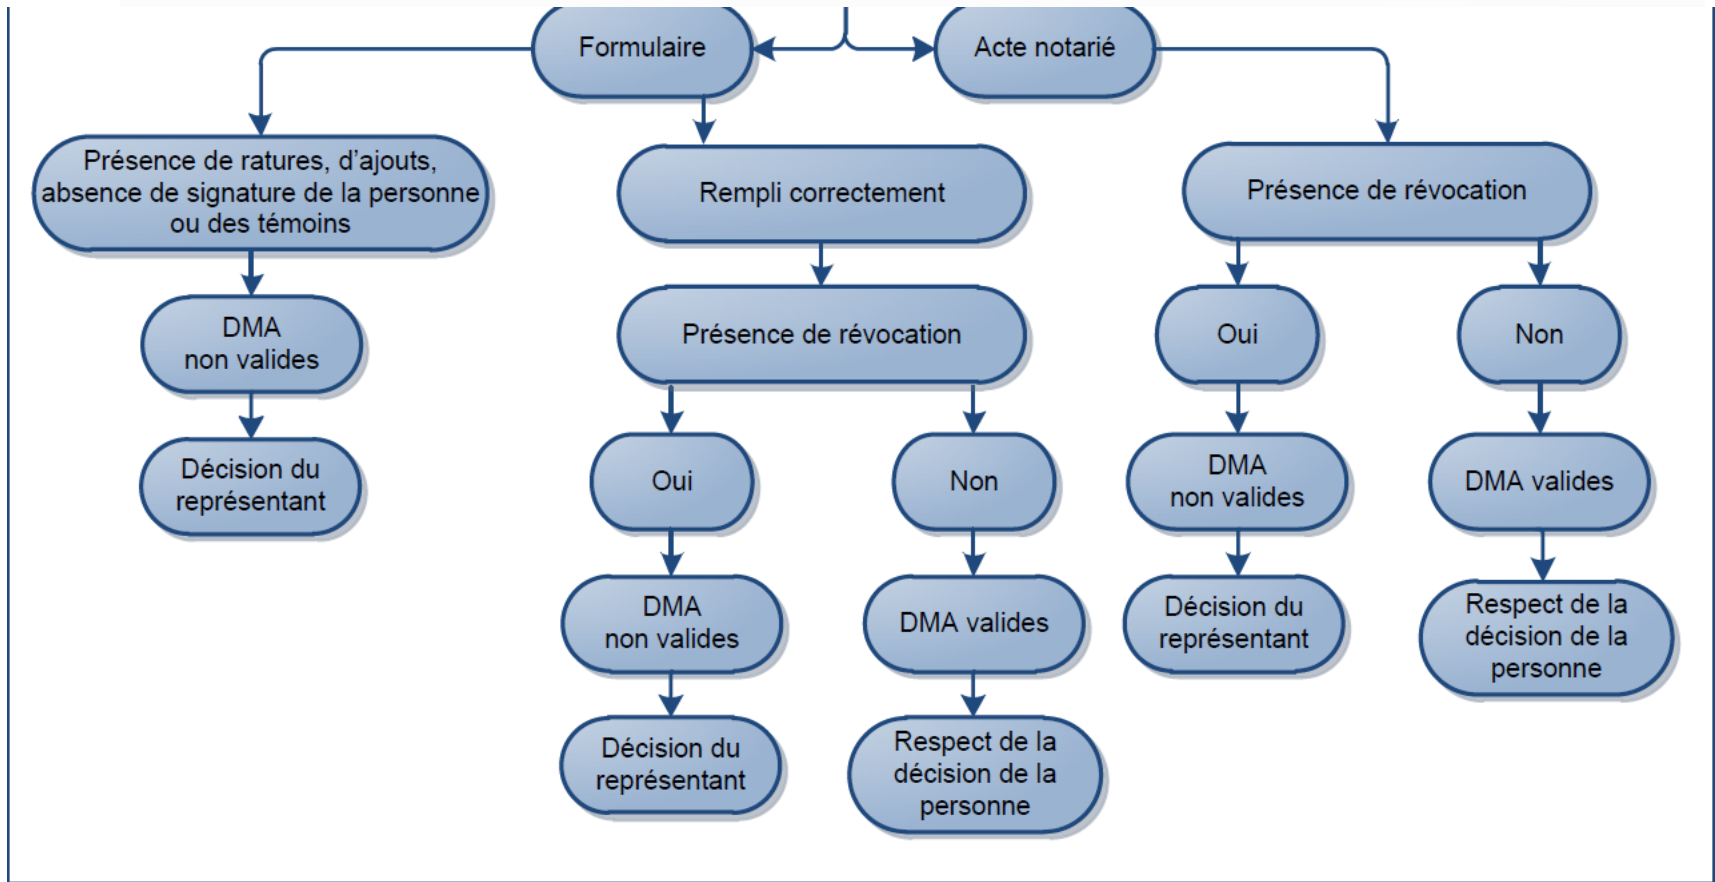 Formulaire
Acte notarié
Présence de ratures, d'ajouts,
absence de signature de la personne
ou des témoins
Rempli correctement
Présence de révocation
DMA
non valides
Présence de révocation
Oui
Non
Décision du
représentant
Oui
Non
DMA
non valides
DMA valides
DMA
non valides
DMA valides
Décision du
représentant
Respect de la
décision de la
personne
Décision du
représentant
Respect de la
décision de la
personne